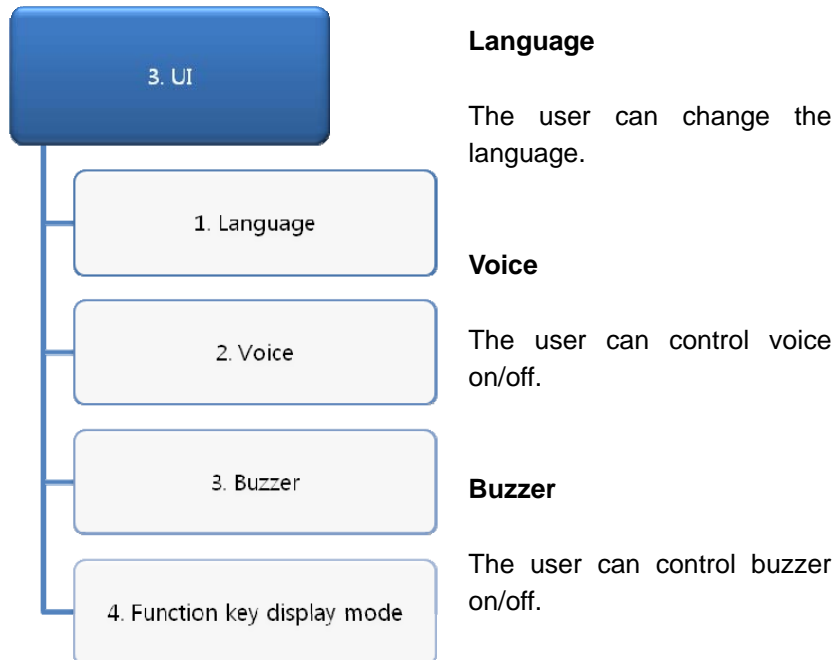 3. UI
1. Language
2. Voice
3. Buzzer
4. Function key display mode
Language
The user can change the
language.
Voice
The user can control voice
on/off.
Buzzer
The user can control buzzer
on/off.